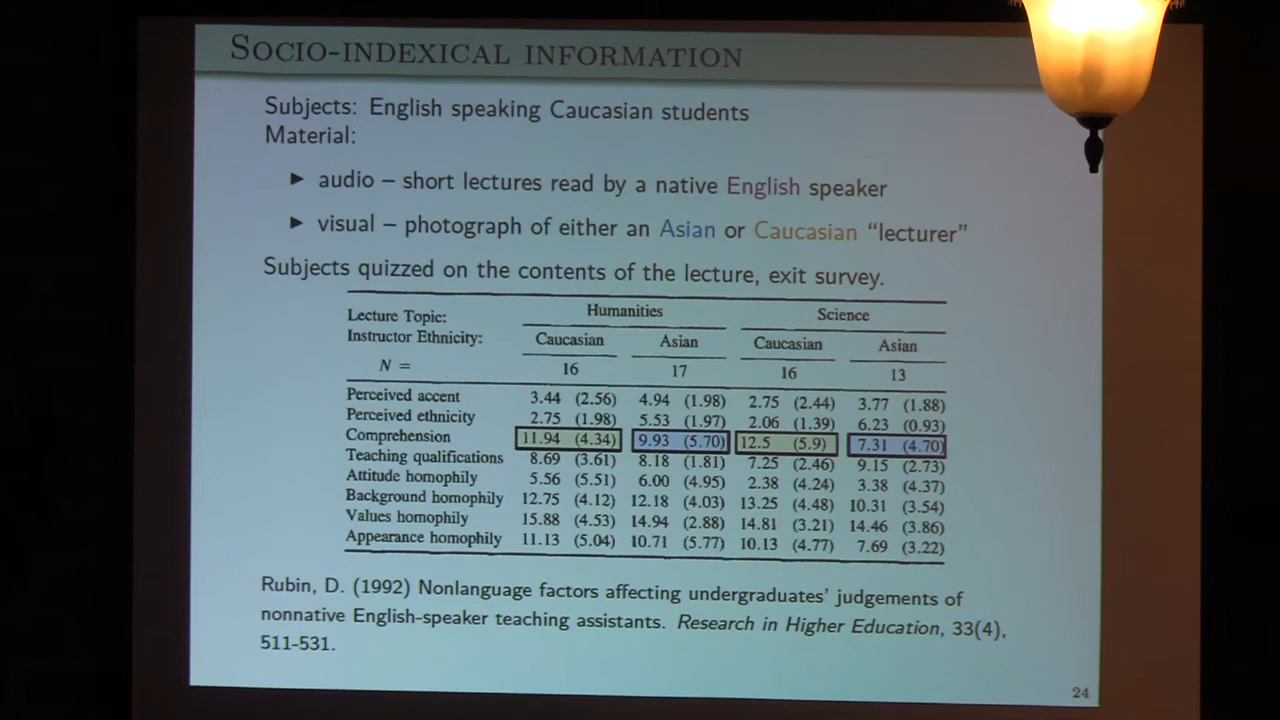 SOCIO-INDEXICAL INFORMATION
Subjects: English speaking Caucasian students
Material:
▶ audio – short lectures read by a native English speaker
▶ visual – photograph of either an Asian or Caucasian “lecturer”
Subjects quizzed on the contents of the lecture, exit survey.
Lecture Topic: Humanities Science
Instructor Ethnicity: Caucasian Asian Caucasian Asian
N = 16 17 16 13
Perceived accent 3.44 (2.56) 4.94 (1.98) 2.75 (2.44) 3.77 (1.88)
Perceived ethnicity 2.75 (1.98) 5.53 (1.97) 2.06 (1.39) 6.23 (0.93)
Comprehension 11.94 (4.34) 9.93 (5.70) 12.5 (5.9) 7.31 (4.70)
Teaching qualifications 8.69 (3.61) 8.18 (1.81) 7.25 (2.46) 9.15 (2.73)
Attitude homophily 5.56 (5.51) 6.00 (4.95) 2.38 (4.24) 3.38 (4.37)
Background homophily 12.75 (4.12) 12.18 (4.03) 13.25 (4.48) 10.31 (3.54)
Values homophily 15.88 (4.53) 14.94 (2.88) 14.81 (3.21) 14.46 (3.86)
Appearance homophily 11.13 (5.04) 10.71 (5.77) 10.13 (4.77) 7.69 (3.22)
Rubin, D. (1992) Nonlanguage factors affecting undergraduates’ judgements of
nonnative English-speaker teaching assistants. Research in Higher Education, 33(4),
511-531.
24